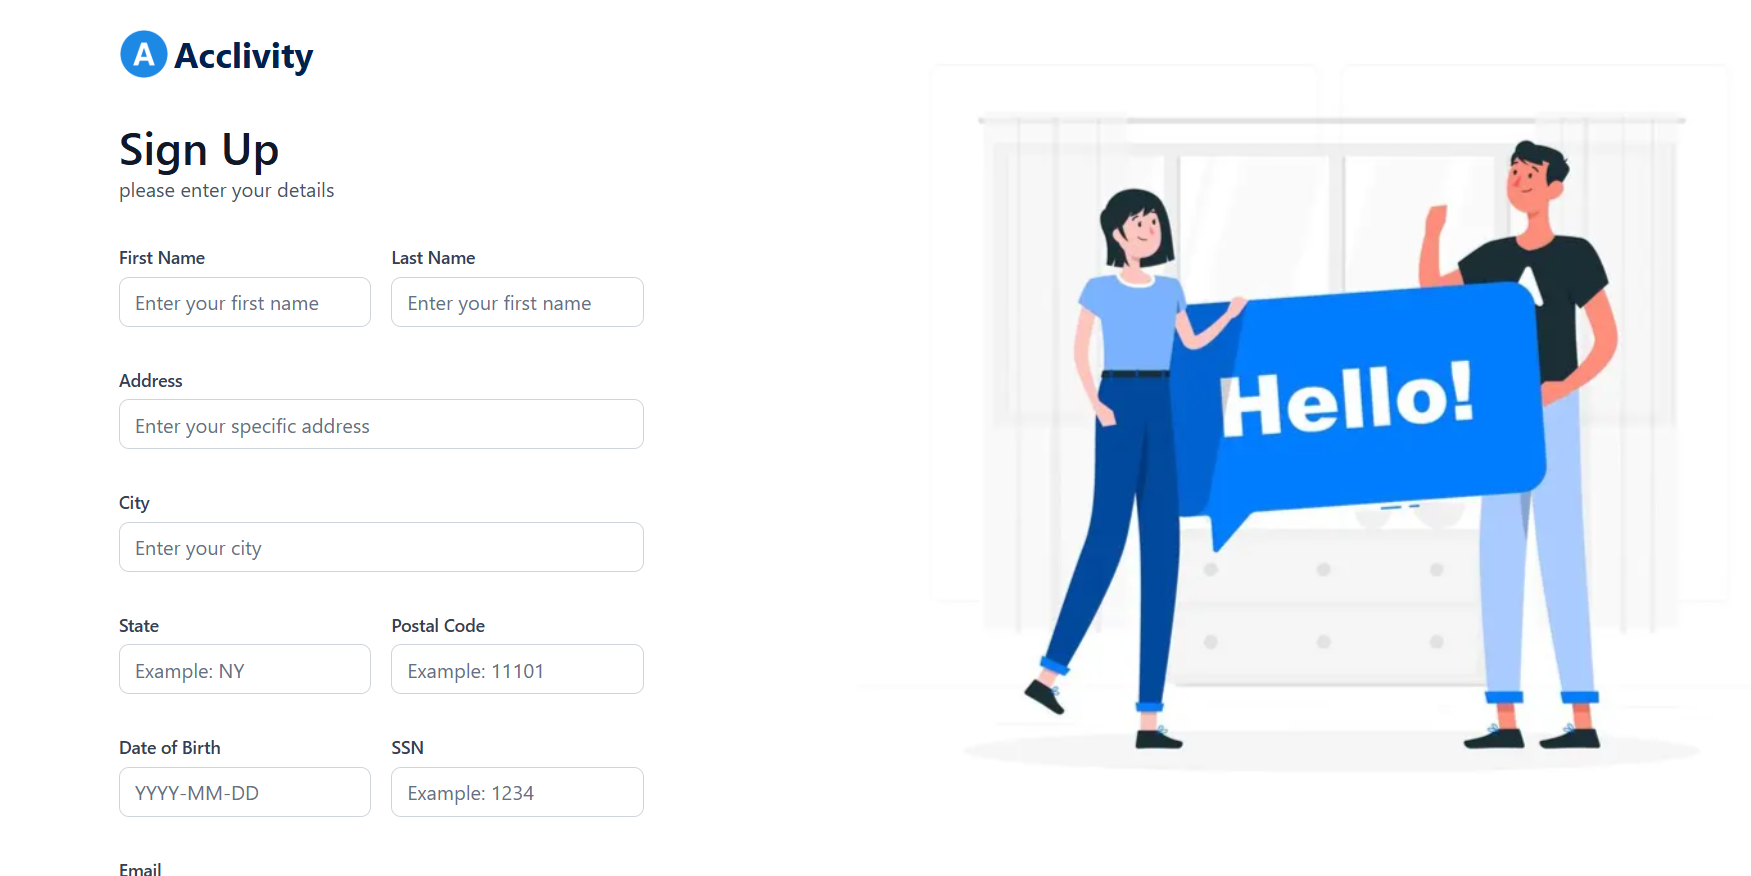 A Acclivity
Sign Up
please enter your details
First Name Last Name
Enter your first name Enter your first name
Address
Enter your specific address
City
Enter your city
State Postal Code
Example: NY Example: 11101
Date of Birth SSN
YYYY-MM-DD Example: 1234
Email
Hello!